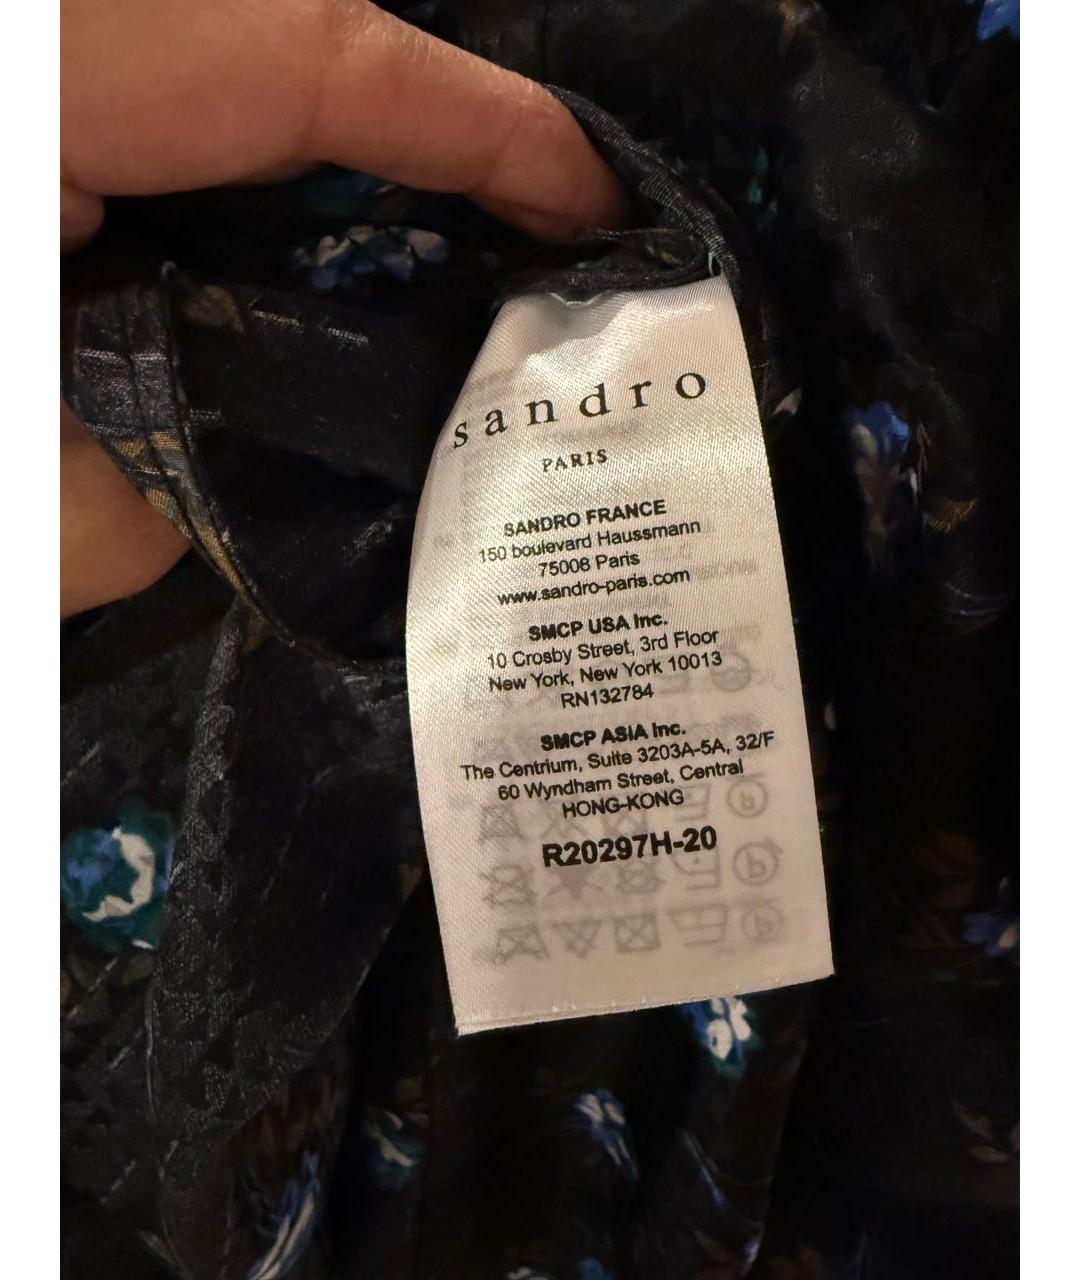 sandro
PARIS
SANDRO FRANCE
150 boulevard Haussmann
75008 Paris
www.sandro-paris.com
SMCP USA Inc.
10 Crosby Street, 3rd Floor
New York, New York 10013
RN132784
SMCP ASIA Inc.
The Centrium, Suite 3203A-5A, 32/F
60 Wyndham Street, Central
HONG-KONG
R20297H-20